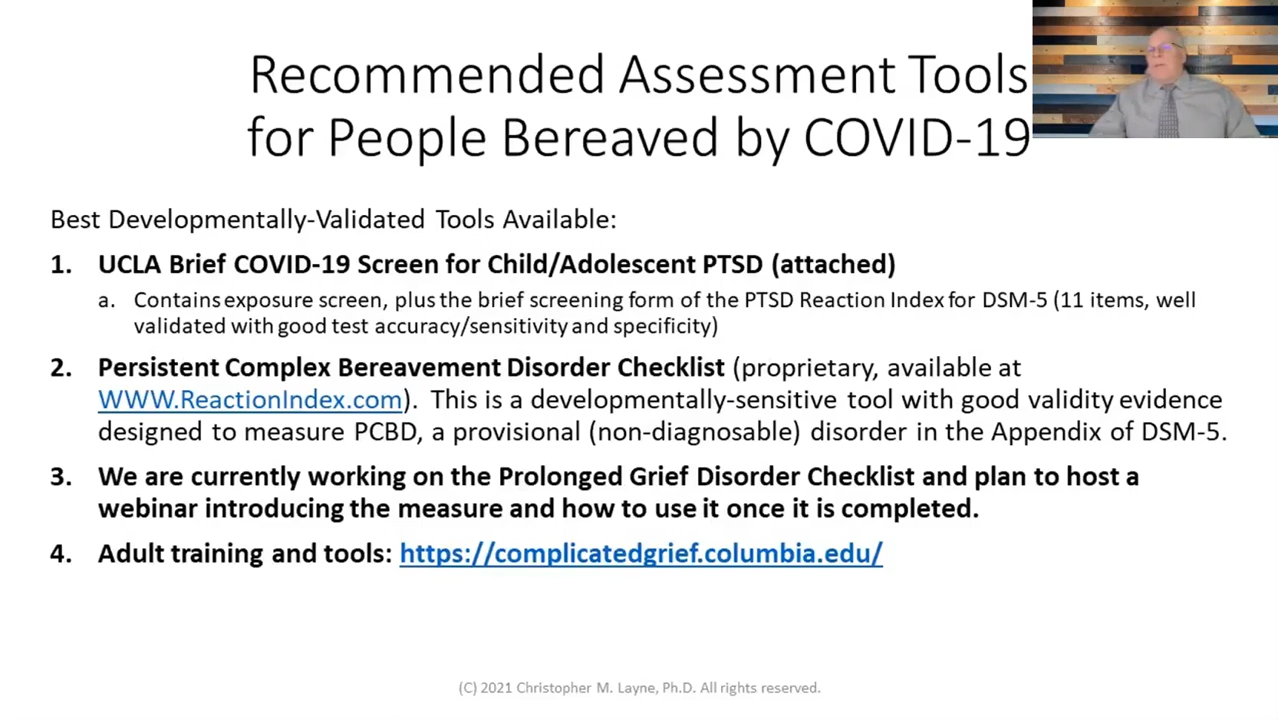 Recommended Assessment Tools
for People Bereaved by COVID-19
Best Developmentally-Validated Tools Available:
1. UCLA Brief COVID-19 Screen for Child/Adolescent PTSD (attached)
a. Contains exposure screen, plus the brief screening form of the PTSD Reaction Index for DSM-5 (11 items, well
validated with good test accuracy/sensitivity and specificity)
2. Persistent Complex Bereavement Disorder Checklist (proprietary, available at
WWW.ReactionIndex.com). This is a developmentally-sensitive tool with good validity evidence
designed to measure PCBD, a provisional (non-diagnosable) disorder in the Appendix of DSM-5.
3. We are currently working on the Prolonged Grief Disorder Checklist and plan to host a
webinar introducing the measure and how to use it once it is completed.
4. Adult training and tools: https://complicatedgrief.columbia.edu/
(C) 2021 Christopher M. Layne, Ph.D. All rights reserved.